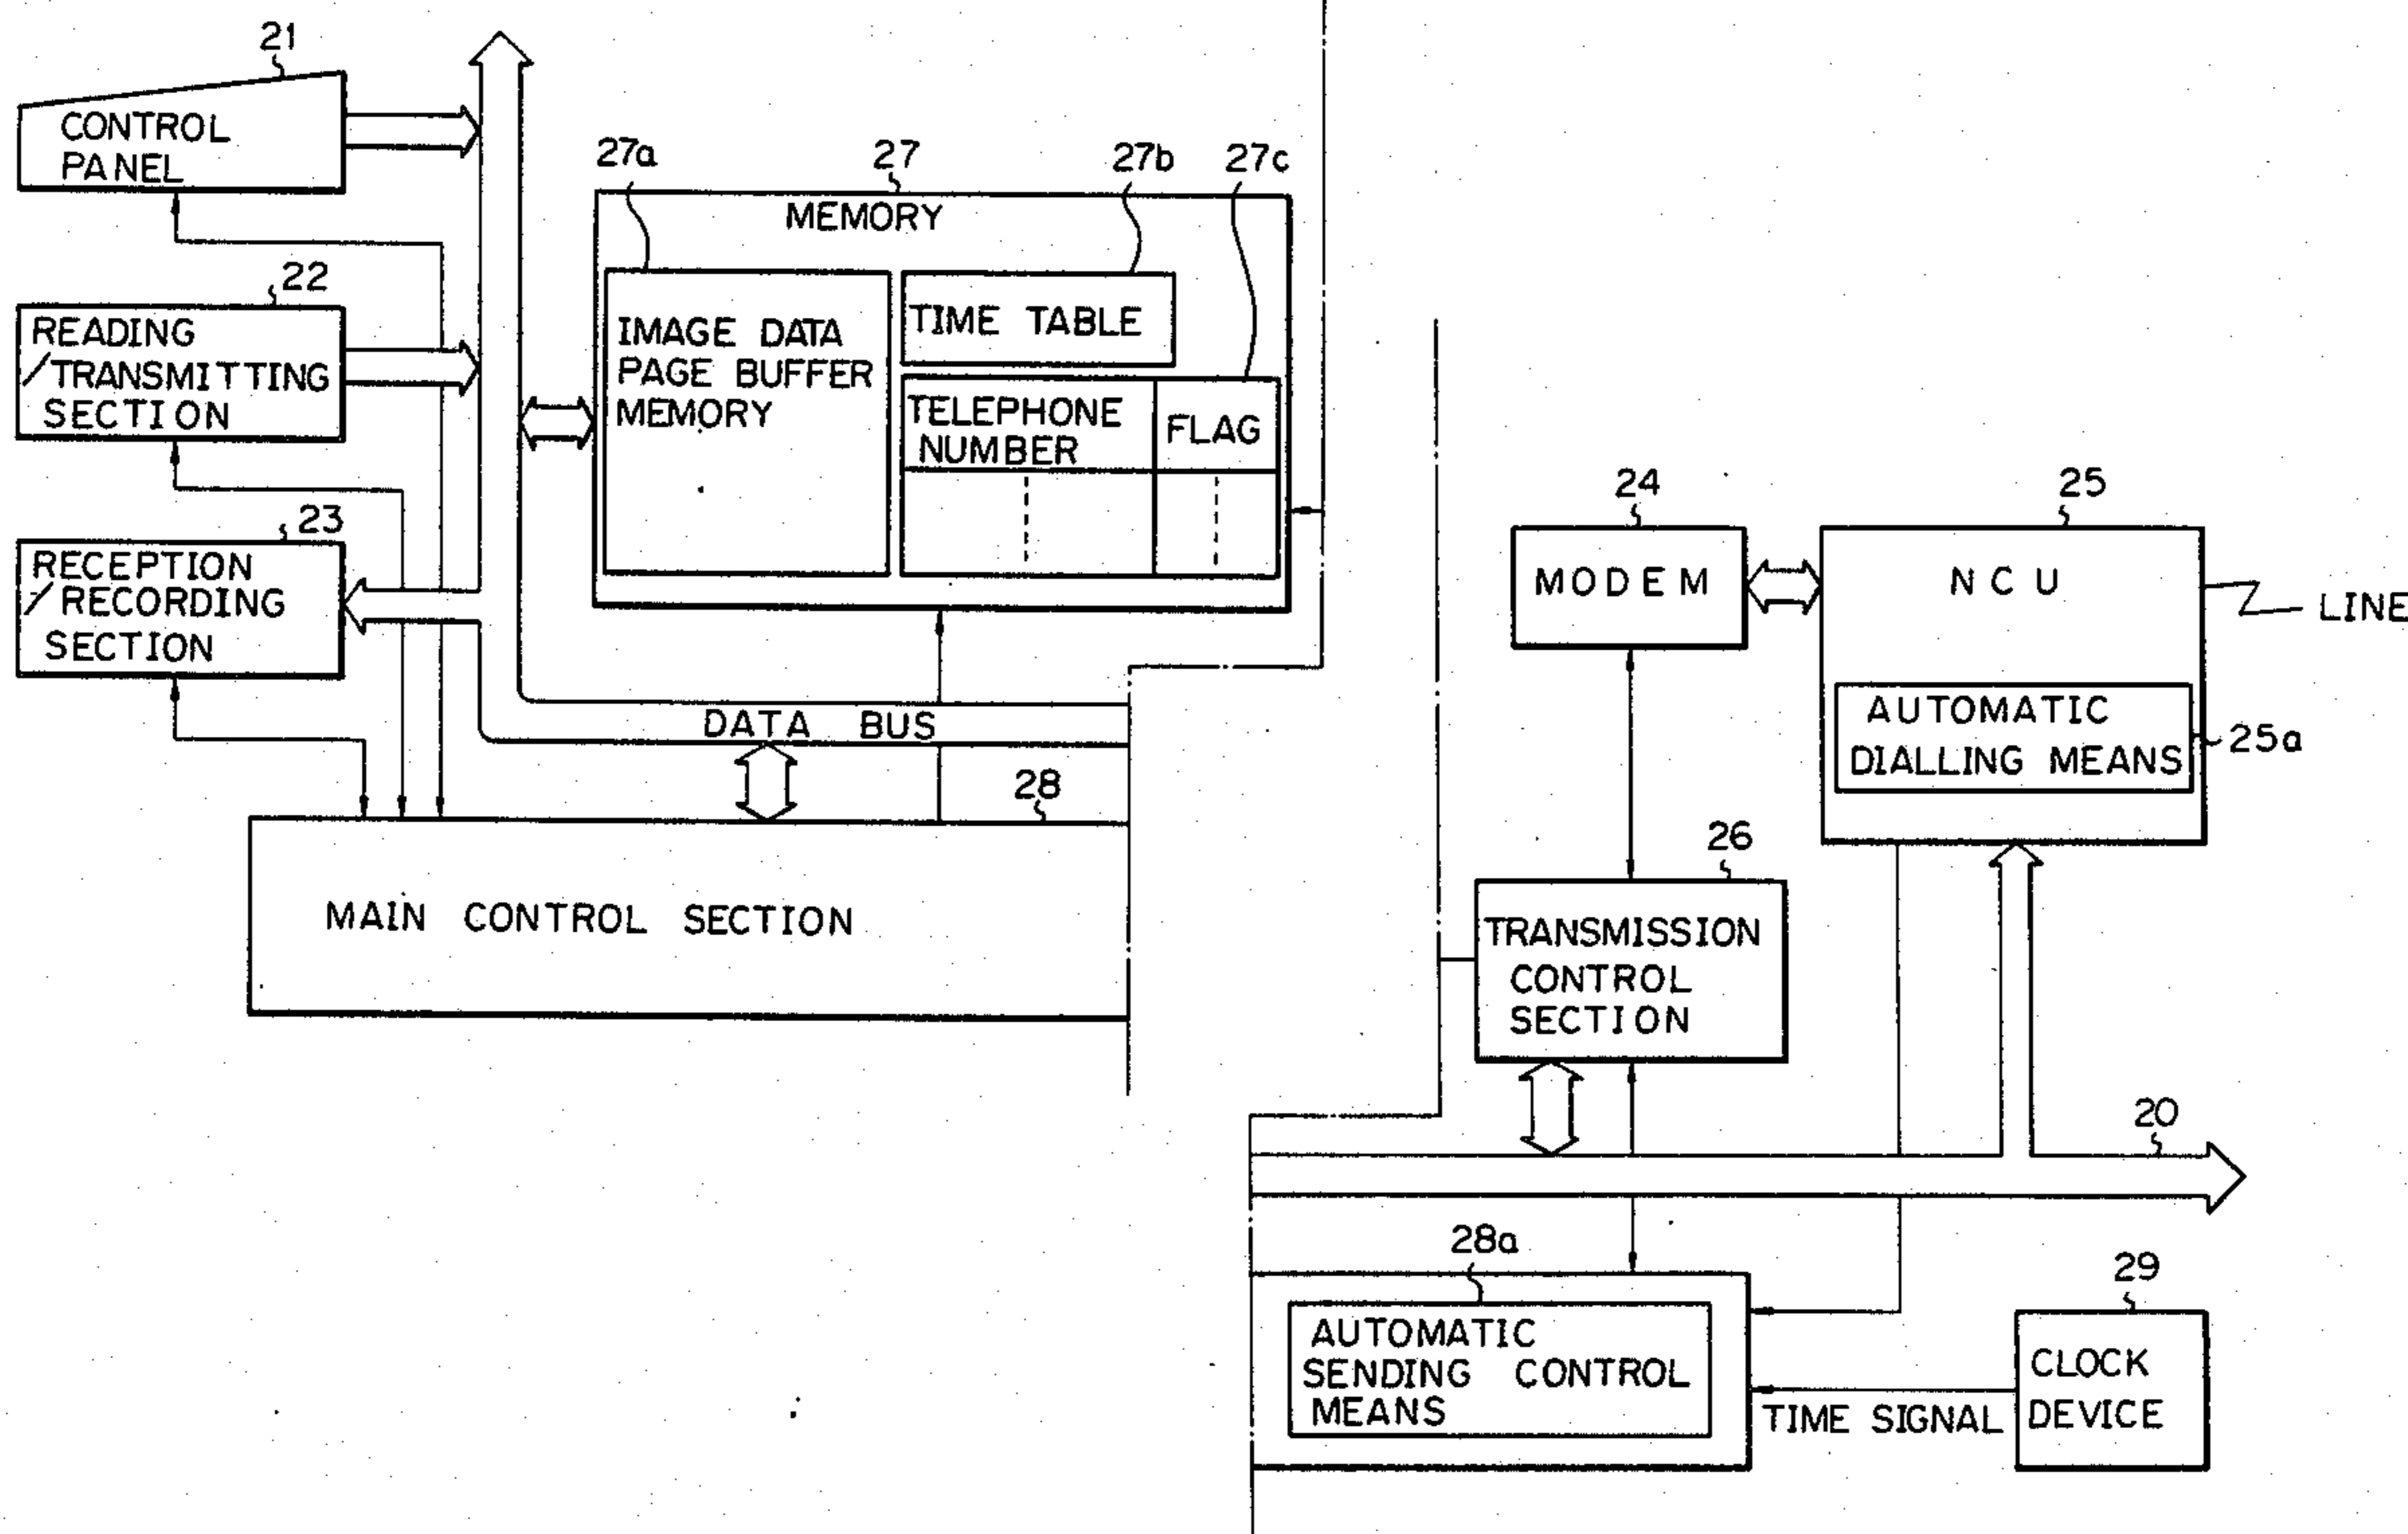 21
CONTROL
PANEL
22
READING
/TRANSMITTING
SECTION
23
RECEPTION
/RECORDING
SECTION
27a
27
27b
27c
MEMORY
IMAGE DATA
PAGE BUFFER
MEMORY
TIME TABLE
TELEPHONE
NUMBER
FLAG
DATA BUS
28
MAIN CONTROL SECTION
24
MODEM
25
NCU
LINE
AUTOMATIC
DIALLING MEANS
25a
26
TRANSMISSION
CONTROL
SECTION
20
28a
AUTOMATIC
SENDING CONTROL
MEANS
TIME SIGNAL
29
CLOCK
DEVICE